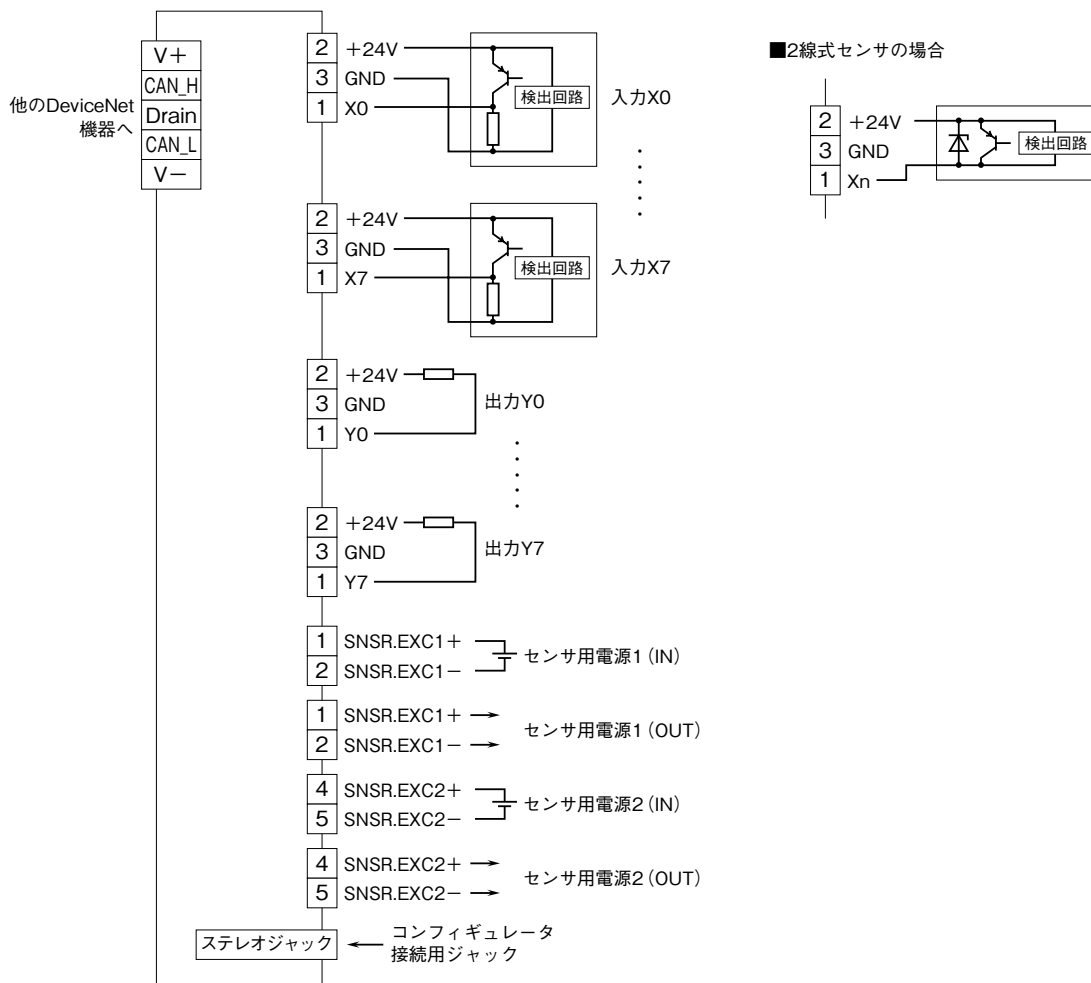 V+
CAN_H
Drain
CAN_L
V−
他のDeviceNet
機器へ
2 +24V
3 GND
1 X0
検出回路
入力X0
2 +24V
3 GND
1 X7
検出回路
入力X7
2 +24V
3 GND
1 Y0
出力Y0
2 +24V
3 GND
1 Y7
出力Y7
1 SNSR.EXC1+
2 SNSR.EXC1−
センサ用電源1(IN)
1 SNSR.EXC1+
2 SNSR.EXC1−
センサ用電源1(OUT)
4 SNSR.EXC2+
5 SNSR.EXC2−
センサ用電源2(IN)
4 SNSR.EXC2+
5 SNSR.EXC2−
センサ用電源2(OUT)
ステレオジャック
コンフィギュレータ
接続用ジャック
■2線式センサの場合
2 +24V
3 GND
1 Xn
検出回路